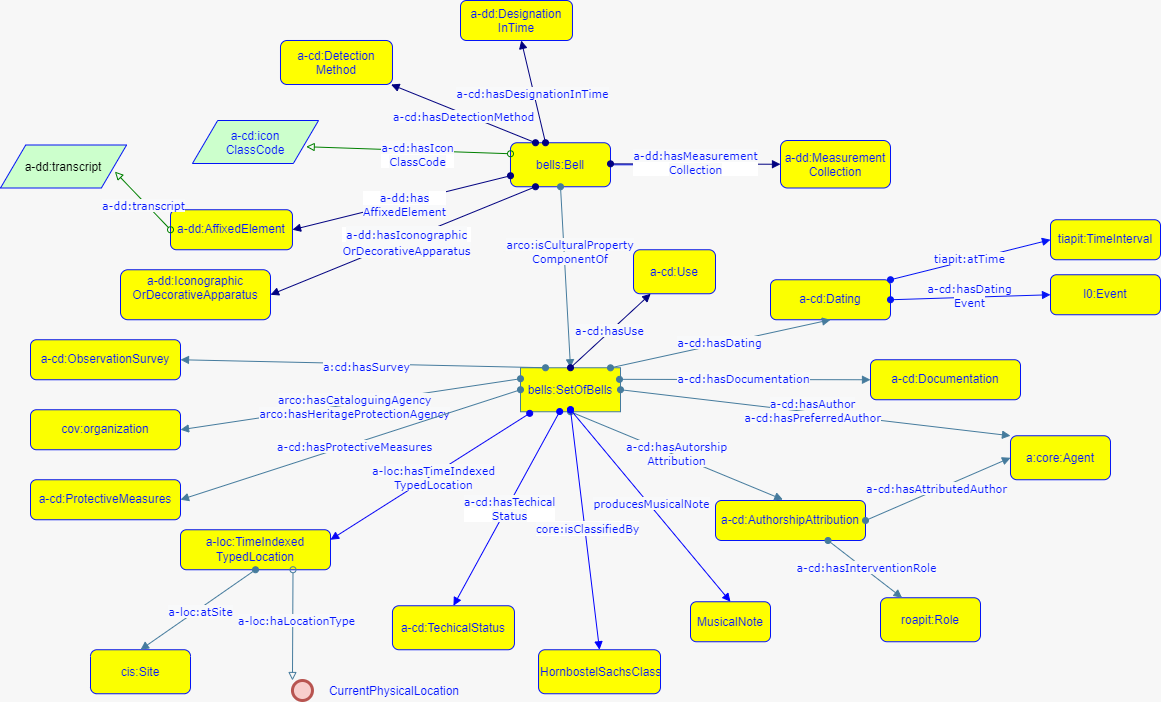 a-dd:Designation
InTime
a-cd:Detection
Method
a-cd:hasDesignationInTime
a-cd:hasDetectionMethod
a-cd:icon
ClassCode
a-cd:hasIcon
ClassCode
bells:Bell
a-dd:hasMeasurement
Collection
a-dd:Measurement
Collection
a-dd:transcript
a-dd:transcript
a-dd:has
AffixedElement
a-dd:AffixedElement
a-dd:hasIconographic
OrDecorativeApparatus
a-dd:Iconographic
OrDecorativeApparatus
arco:isCulturalProperty
ComponentOf
a-cd:Use
a-cd:hasUse
tiapit:TimeInterval
tiapit:atTime
a-cd:Dating
a-cd:hasDating
Event
l0:Event
a-cd:hasDating
a-cd:ObservationSurvey
a:cd:hasSurvey
bells:SetOfBells
a-cd:hasDocumentation
a-cd:Documentation
arco:hasCataloguingAgency
arco:hasHeritageProtectionAgency
cov:organization
a-cd:hasAuthor
a-cd:hasPreferredAuthor
a:core:Agent
a-cd:hasProtectiveMeasures
a-cd:ProtectiveMeasures
a-cd:hasAutorship
Attribution
a-loc:hasTimeIndexed
TypedLocation
a-cd:hasAttributedAuthor
a-cd:hasTechical
Status
producesMusicalNote
core:isClassifiedBy
a-cd:AuthorshipAttribution
a-loc:TimeIndexed
TypedLocation
a-cd:hasInterventionRole
a-loc:atSite
a-loc:haLocationType
a-cd:TechicalStatus
MusicalNote
roapit:Role
cis:Site
HornbostelSachsClass
CurrentPhysicalLocation